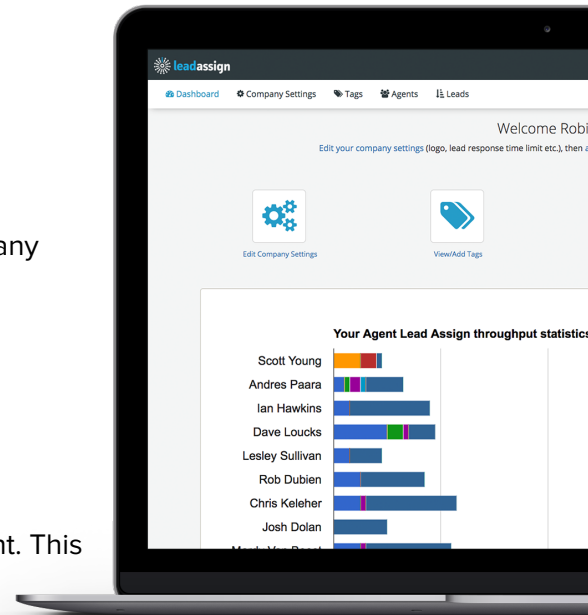 leadassign
Dashboard Company Settings Tags Agents Leads
Welcome Robi
Edit your company settings (logo, lead response time limit etc.), then a
any
Edit Company Settings View/Add Tags
Your Agent Lead Assign throughput statistics
Scott Young
Andres Paara
Ian Hawkins
Dave Loucks
Lesley Sullivan
Rob Dubien
Chris Keleher
Josh Dolan
nt. This